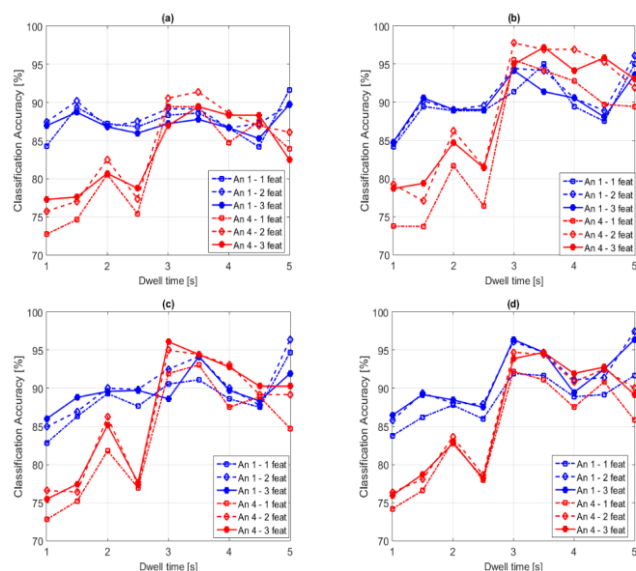 (a)
Classification Accuracy [%]
100
95
90
85
80
75
70
An 1 - 1 feat
An 1 - 2 feat
An 1 - 3 feat
An 4 - 1 feat
An 4 - 2 feat
An 4 - 3 feat
1 2 3 4 5
Dwell time [s]
(b)
Classification Accuracy [%]
100
95
90
85
80
75
70
An 1 - 1 feat
An 1 - 2 feat
An 1 - 3 feat
An 4 - 1 feat
An 4 - 2 feat
An 4 - 3 feat
1 2 3 4 5
Dwell time [s]
(c)
Classification Accuracy [%]
100
95
90
85
80
75
70
An 1 - 1 feat
An 1 - 2 feat
An 1 - 3 feat
An 4 - 1 feat
An 4 - 2 feat
An 4 - 3 feat
1 2 3 4 5
Dwell time [s]
(d)
Classification Accuracy [%]
100
95
90
85
80
75
70
An 1 - 1 feat
An 1 - 2 feat
An 1 - 3 feat
An 4 - 1 feat
An 4 - 2 feat
An 4 - 3 feat
1 2 3 4 5
Dwell time [s]